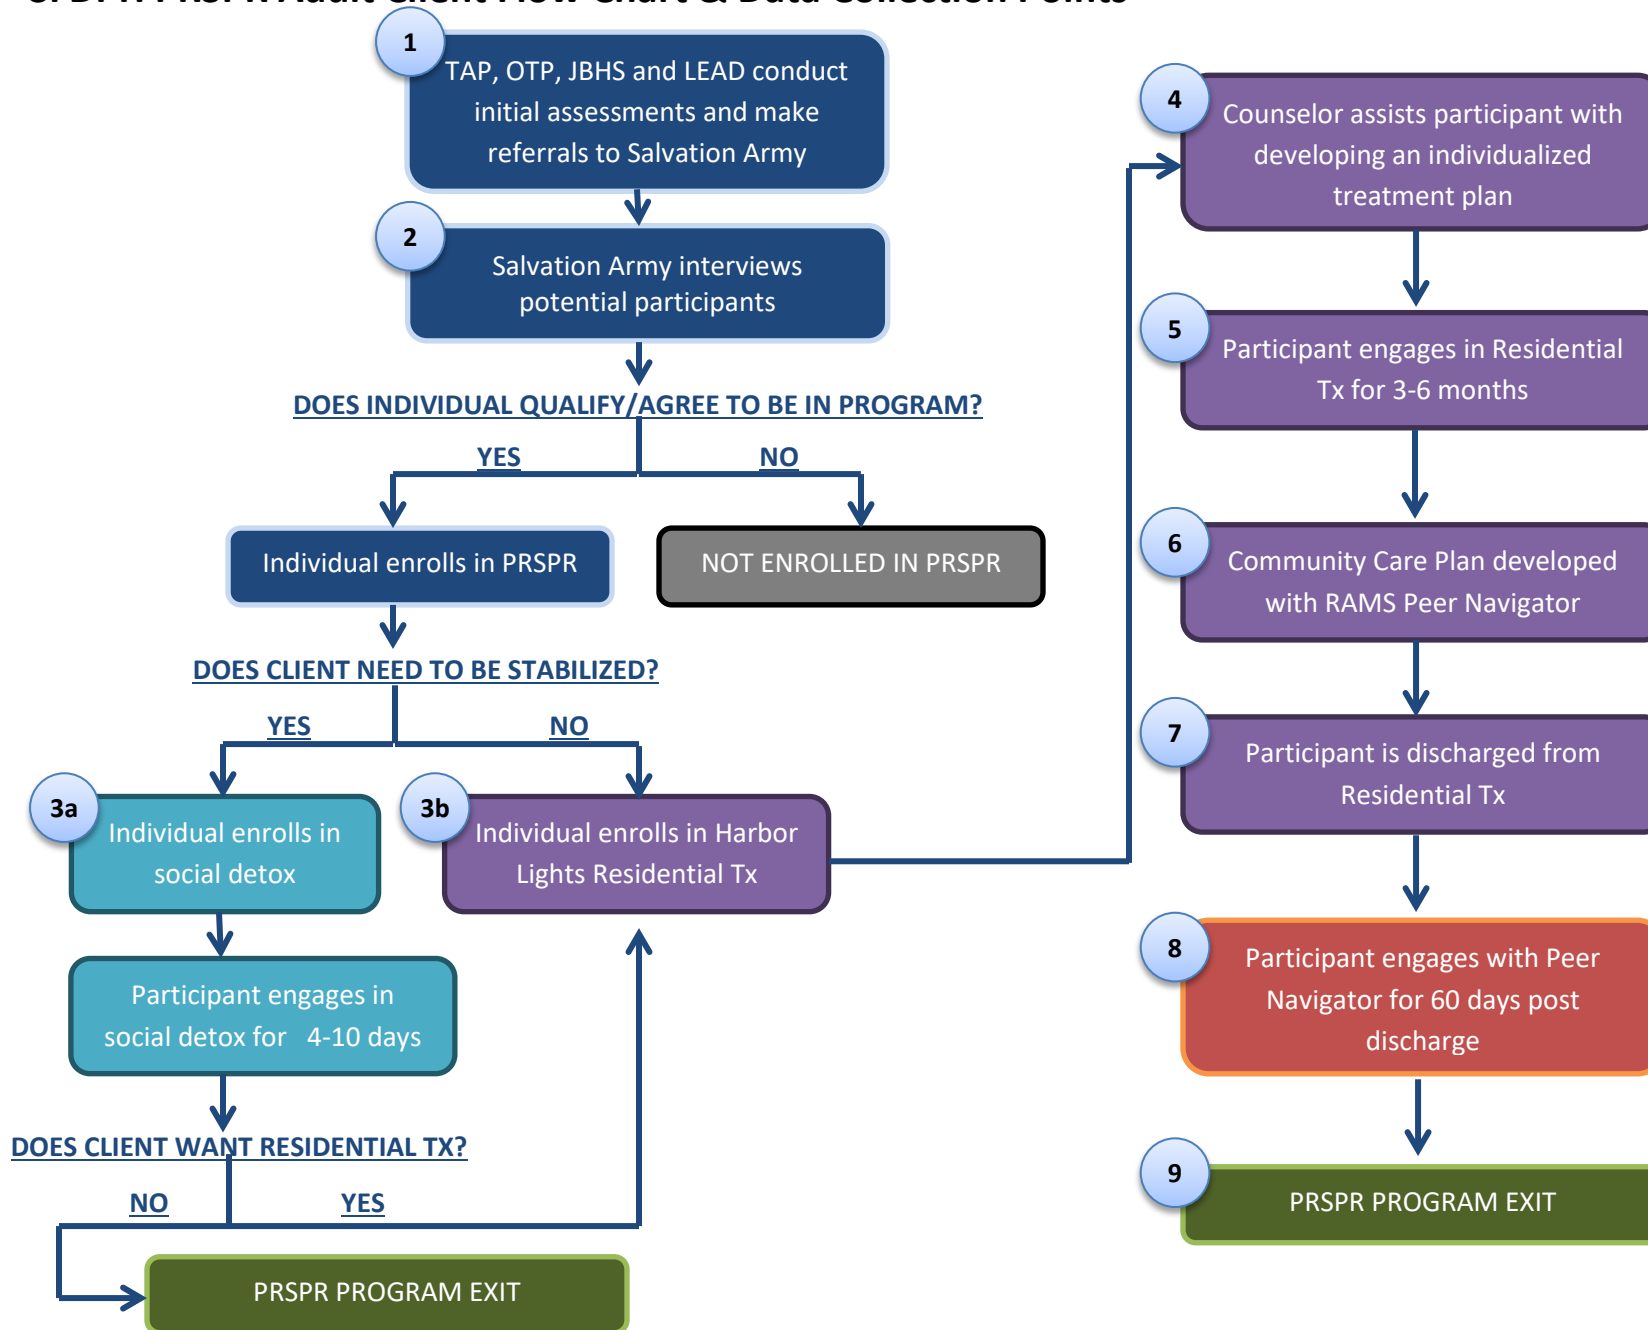 1
TAP, OTP, JBHS and LEAD conduct
initial assessments and make
referrals to Salvation Army
2
Salvation Army interviews
potential participants
DOES INDIVIDUAL QUALIFY/AGREE TO BE IN PROGRAM?
YES
NO
Individual enrolls in PRSPR
NOT ENROLLED IN PRSPR
DOES CLIENT NEED TO BE STABILIZED?
YES
NO
3a
Individual enrolls in
social detox
3b
Individual enrolls in Harbor
Lights Residential Tx
Participant engages in
social detox for 4-10 days
DOES CLIENT WANT RESIDENTIAL TX?
NO
YES
PRSPR PROGRAM EXIT
4
Counselor assists participant with
developing an individualized
treatment plan
5
Participant engages in Residential
Tx for 3-6 months
6
Community Care Plan developed
with RAMS Peer Navigator
7
Participant is discharged from
Residential Tx
8
Participant engages with Peer
Navigator for 60 days post
discharge
9
PRSPR PROGRAM EXIT